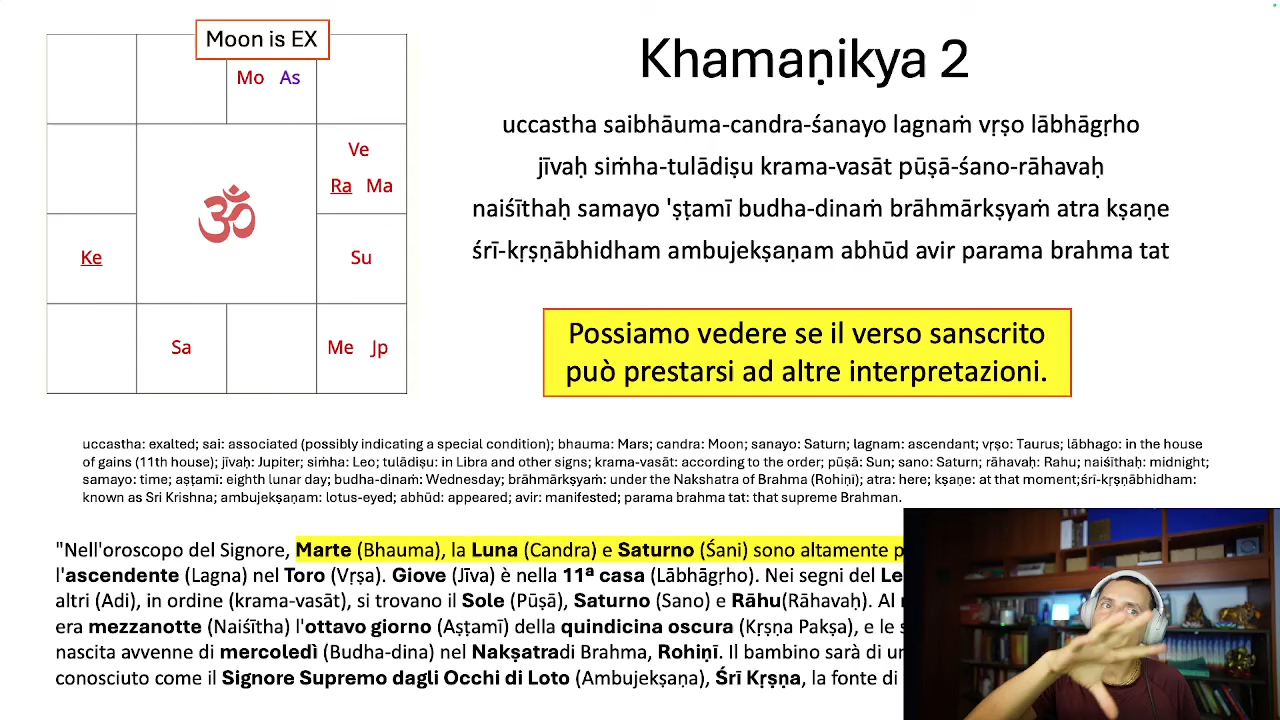 Moon is EX
Mo As
Ve
Ra Ma
Ke
Su
Sa
Me Jp
ॐ
Khamaṇikya 2
uccastha saibhāuma-candra-śanayo lagnaṁ vṛṣo lābhāgṛho
jīvaḥ siṁha-tulādiṣu krama-vasāt pūṣā-śano-rāhavaḥ
naiśīthaḥ samayo 'ṣṭamī budha-dinaṁ brāhmārkṣyaṁ atra kṣaṇe
śrī-kṛṣṇābhidham ambujekṣaṇam abhūd avir parama brahma tat
Possiamo vedere se il verso sanscrito
può prestarsi ad altre interpretazioni.
uccastha: exalted; sai: associated (possibly indicating a special condition); bhauma: Mars; candra: Moon; sanayo: Saturn; lagnam: ascendant; vṛṣo: Taurus; lābhago: in the house
of gains (11th house); jīvaḥ: Jupiter; siṁha: Leo; tulādiṣu: in Libra and other signs; krama-vasāt: according to the order; pūṣā: Sun; sano: Saturn; rāhavaḥ: Rahu; naiśīthaḥ: midnight;
samayo: time; aṣṭamī: eighth lunar day; budha-dinaṁ: Wednesday; brāhmārkṣyaṁ: under the Nakshatra of Brahma (Rohiṇī); atra: here; kṣaṇe: at that moment;śrī-kṛṣṇābhidham:
known as Sri Krishna; ambujekṣaṇam: lotus-eyed; abhūd: appeared; avir: manifested; parama brahma tat: that supreme Brahman.
"Nell'oroscopo del Signore, Marte (Bhauma), la Luna (Candra) e Saturno (Śani) sono altamente
l'ascendente (Lagna) nel Toro (Vṛṣa). Giove (Jīva) è nella 11ª casa (Lābhāgṛho). Nei segni del
altri (Adi), in ordine (krama-vasāt), si trovano il Sole (Pūṣā), Saturno (Sano) e Rāhu(Rāhavaḥ). Al
era mezzanotte (Naiśītha) l'ottavo giorno (Aṣṭamī) della quindicina oscura (Kṛṣṇa Pakṣa), e le
nascita avvenne di mercoledì (Budha-dina) nel Nakṣatradi Brahma, Rohiṇī. Il bambino sarà di
conosciuto come il Signore Supremo dagli Occhi di Loto (Ambujekṣaṇa), Śrī Kṛṣṇa, la fonte di